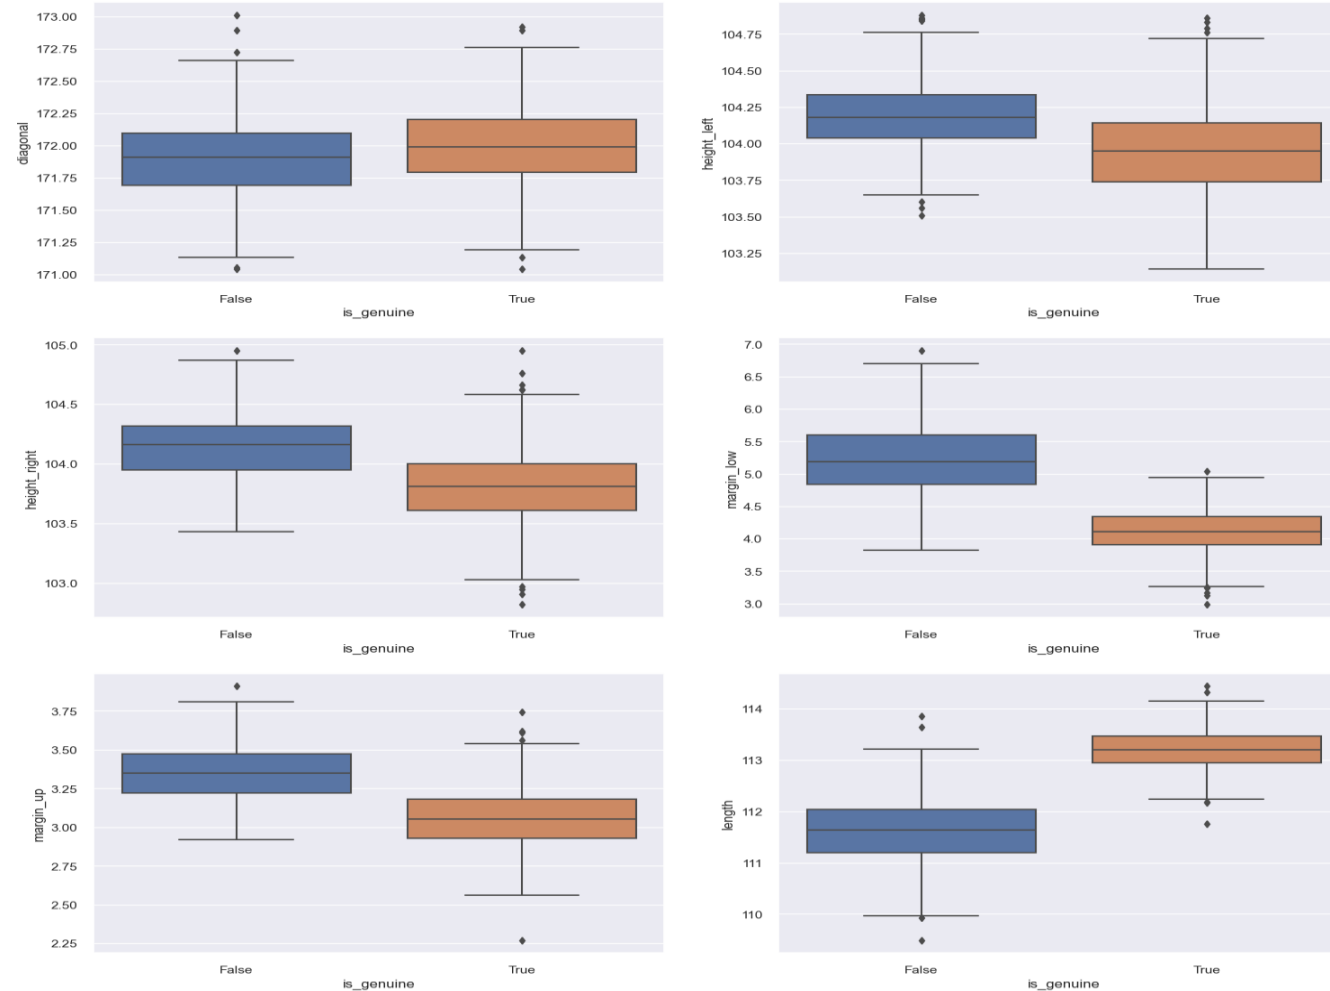 173.00
172.75
172.50
172.25
172.00
171.75
171.50
171.25
171.00
diagonal
False
True
is_genuine
104.75
104.50
104.25
104.00
103.75
103.50
103.25
height_left
False
True
is_genuine
105.0
104.5
104.0
103.5
103.0
height_right
False
True
is_genuine
7.0
6.5
6.0
5.5
5.0
4.5
4.0
3.5
3.0
margin_low
False
True
is_genuine
3.75
3.50
3.25
3.00
2.75
2.50
2.25
margin_up
False
True
is_genuine
114
113
112
111
110
length
False
True
is_genuine